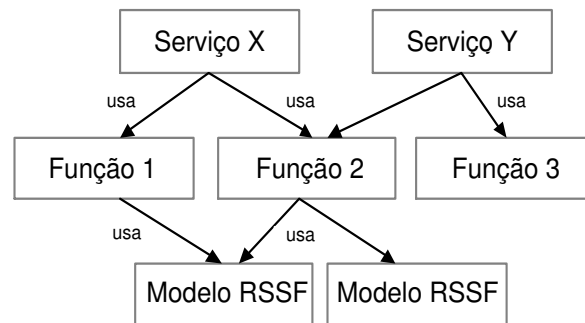 Serviço X
Serviço Y
usa
usa
usa
Função 1
Função 2
Função 3
usa
usa
Modelo RSSF
Modelo RSSF